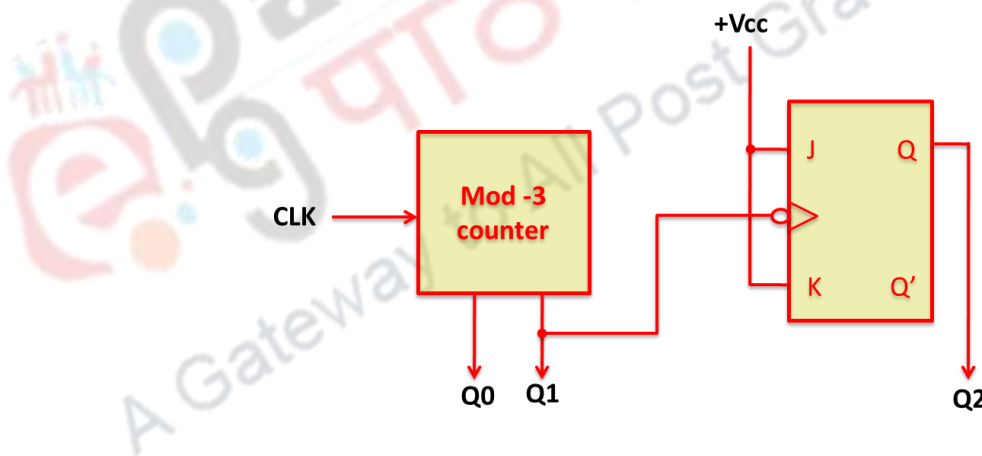 +Vcc
पाठ
A Gateway to All Post Gra
J
Q
Mod -3
counter
CLK
K
Q’
Q0
Q1
Q2